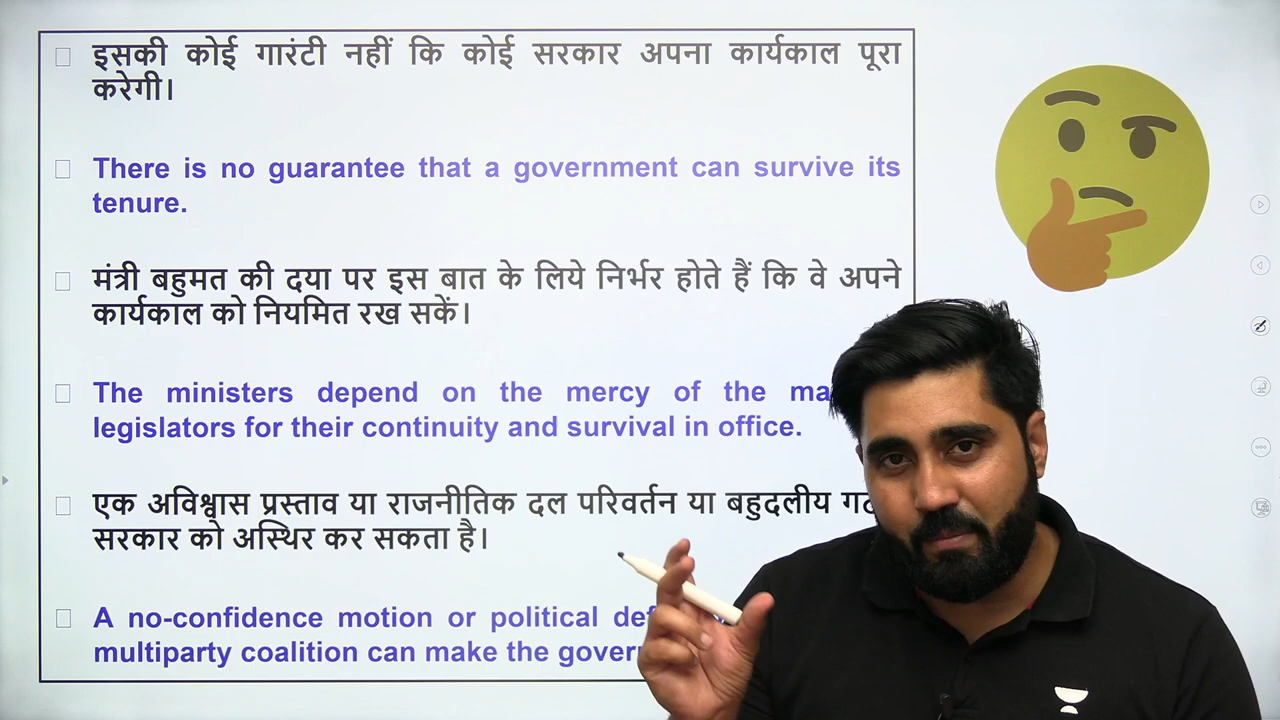 इसकी कोई गारंटी नहीं कि कोई सरकार अपना कार्यकाल पूरा
करेगी।
There is no guarantee that a government can survive its
tenure.
मंत्री बहुमत की दया पर इस बात के लिये निर्भर होते हैं कि वे अपने
कार्यकाल को नियमित रख सकें।
The ministers depend on the mercy of the
legislators for their continuity and survival in office.
एक अविश्वास प्रस्ताव या राजनीतिक दल परिवर्तन या बहुदलीय
सरकार को अस्थिर कर सकता है।
A no-confidence motion or political
multiparty coalition can make the